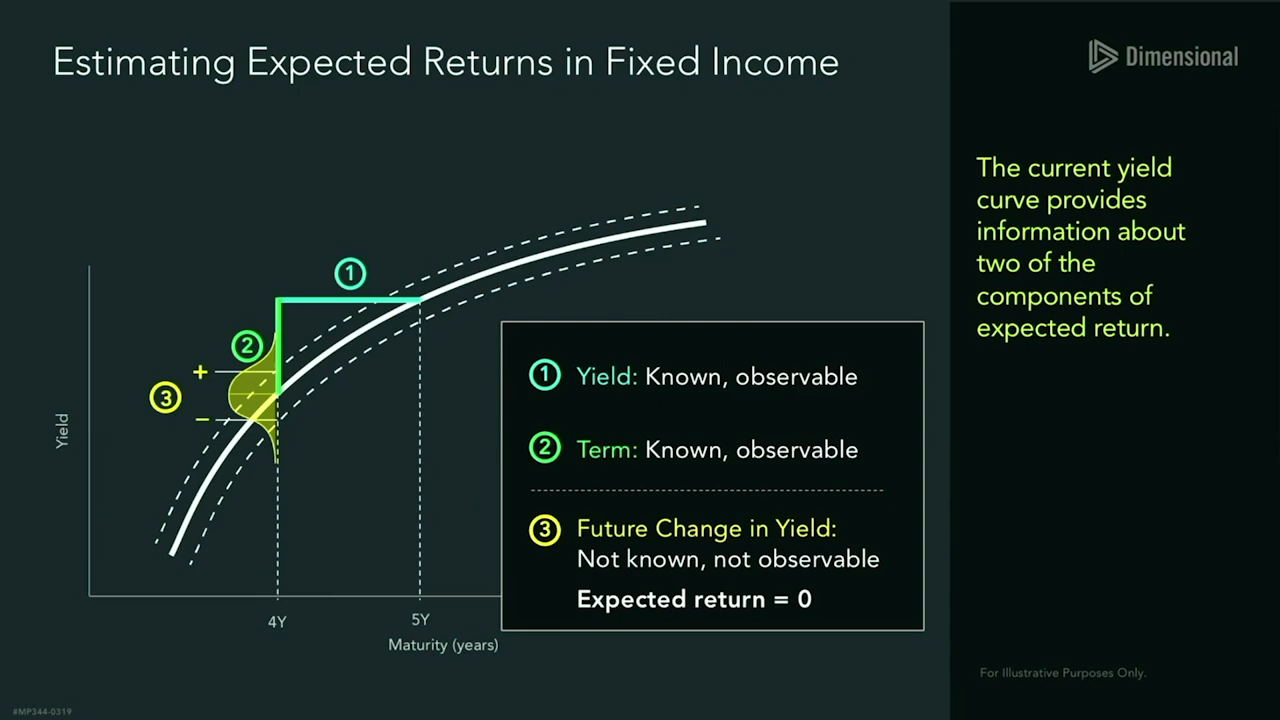 Estimating Expected Returns in Fixed Income
Dimensional
The current yield
curve provides
information about
two of the
components of
expected return.
1
2
+
3
−
Yield
4Y
5Y
Maturity (years)
1 Yield: Known, observable
2 Term: Known, observable
3 Future Change in Yield:
Not known, not observable
Expected return = 0
For Illustrative Purposes Only.
#MP344-0319